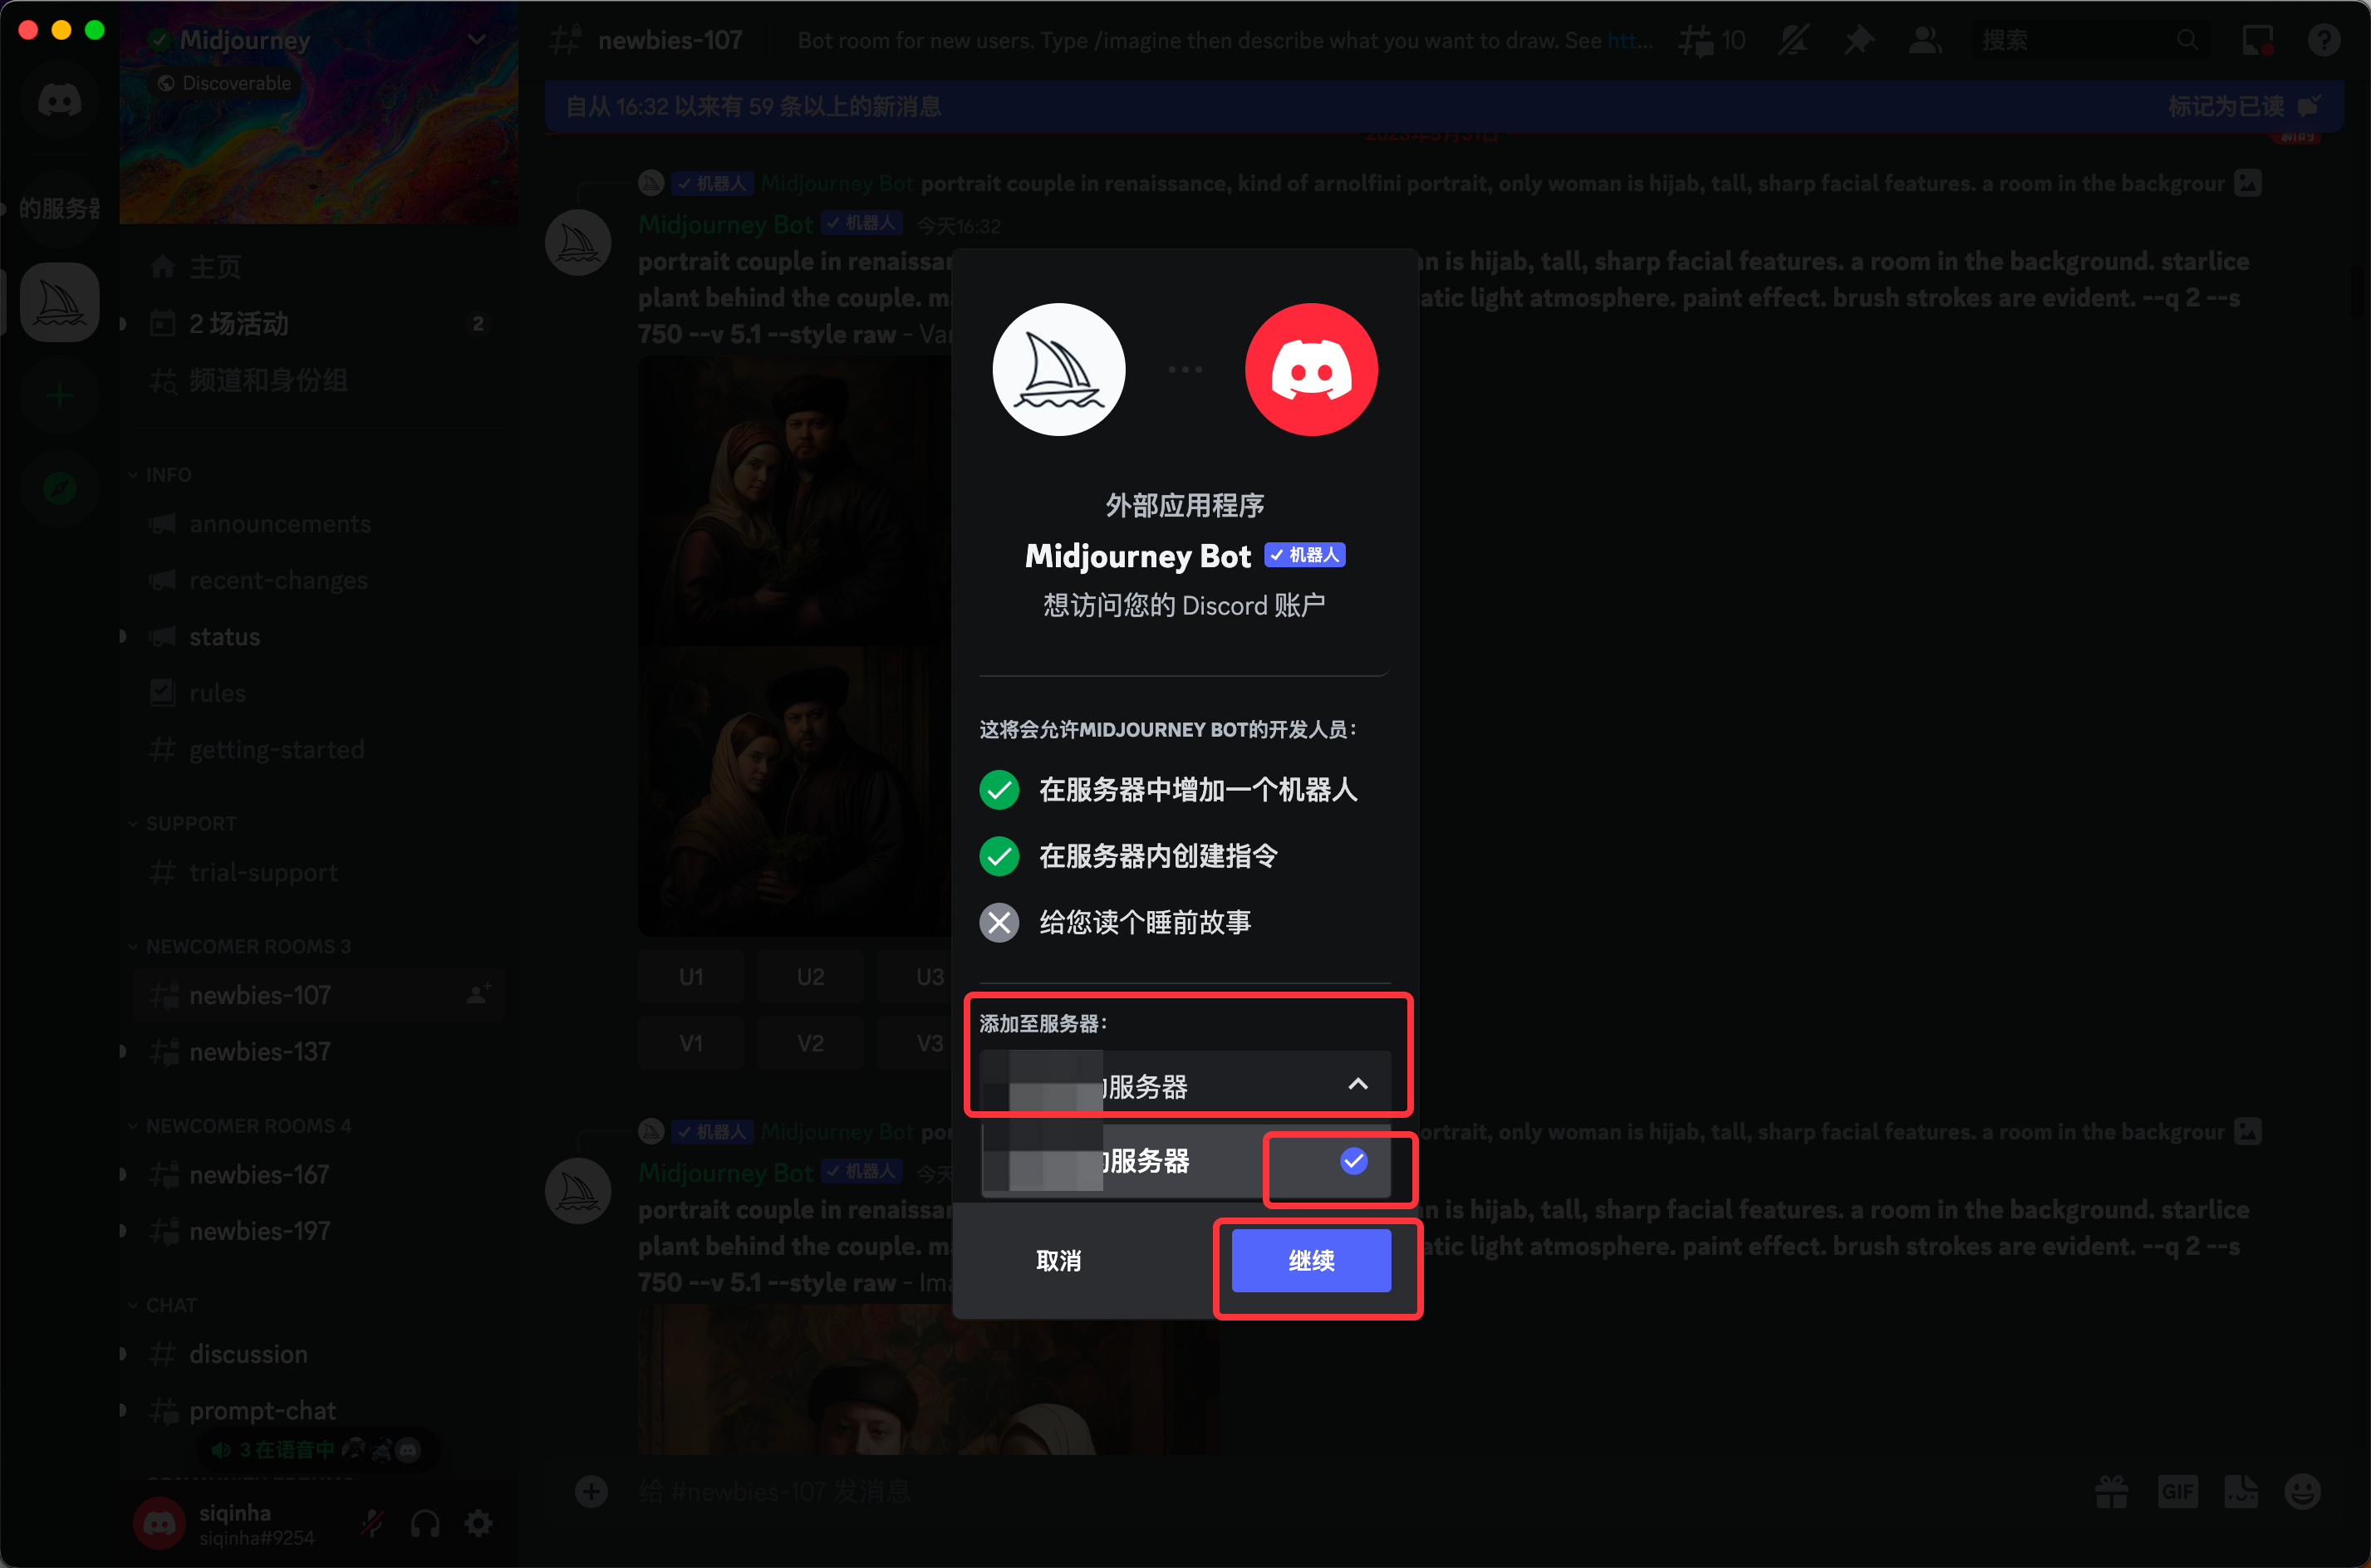 Midjourney
Discoverable
的服务器
主页
2 场活动
2
频道和身份组
INFO
announcements
recent-changes
status
rules
getting-started
SUPPORT
trial-support
NEWCOMER ROOMS 3
newbies-107
newbies-137
NEWCOMER ROOMS 4
newbies-167
newbies-197
CHAT
discussion
prompt-chat
3 在语音中
siqinha
siqinha#9254
newbies-107
Bot room for new users. Type /imagine then describe what you want to draw. See htt...
10
搜索
自从 16:32 以来有 59 条以上的新消息
标记为已读
2023年5月31日
新的
机器人 Midjourney Bot portrait couple in renaissance, kind of arnolfini portrait, only woman is hijab, tall, sharp facial features. a room in the backgrour
Midjourney Bot 机器人 今天16:32
portrait couple in renaissan
n is hijab, tall, sharp facial features. a room in the background. starlice
plant behind the couple. m
atic light atmosphere. paint effect. brush strokes are evident. --q 2 --s
750 --v 5.1 --style raw - Var
U1 U2 U3
V1 V2 V3
机器人 Midjourney Bot por
ortrait, only woman is hijab, tall, sharp facial features. a room in the backgrour
Midjourney Bot 机器人 今天
portrait couple in renaissan
n is hijab, tall, sharp facial features. a room in the background. starlice
plant behind the couple. m
atic light atmosphere. paint effect. brush strokes are evident. --q 2 --s
750 --v 5.1 --style raw - Ima
给 #newbies-107 发消息
GIF
外部应用程序
Midjourney Bot 机器人
想访问您的 Discord 账户
这将会允许MIDJOURNEY BOT的开发人员：
在服务器中增加一个机器人
在服务器内创建指令
给您读个睡前故事
添加至服务器：
服务器
服务器
取消
继续